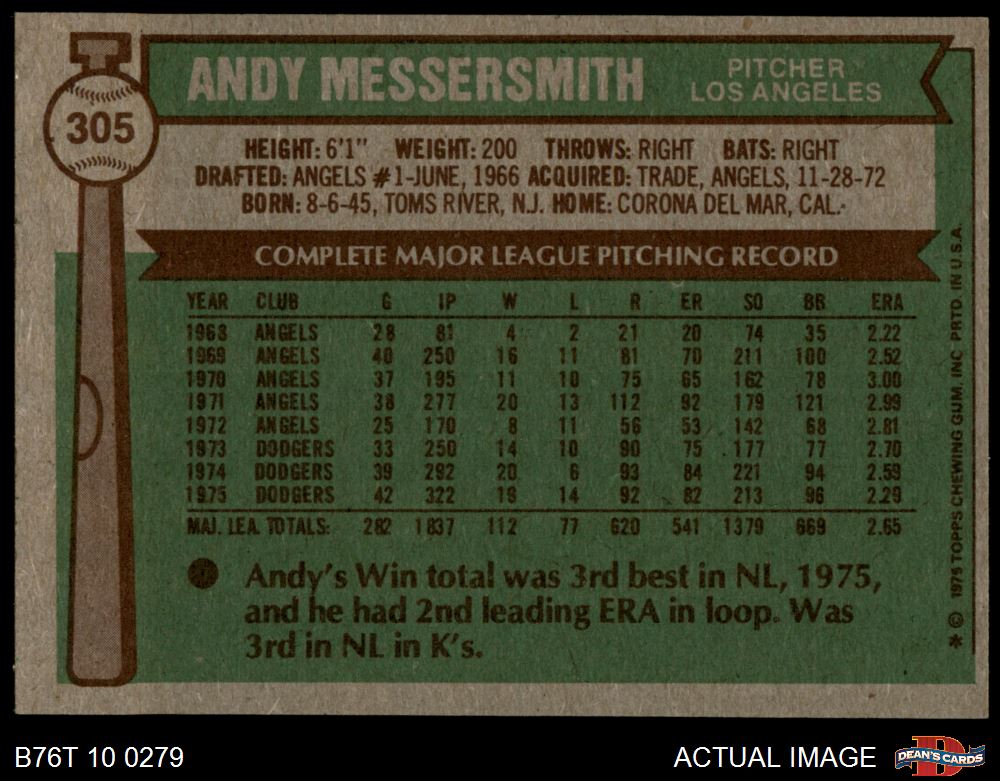 305
ANDY MESSERSMITH
PITCHER
LOS ANGELES
HEIGHT: 6'1" WEIGHT: 200 THROWS: RIGHT BATS: RIGHT
DRAFTED: ANGELS #1-JUNE, 1966 ACQUIRED: TRADE, ANGELS, 11-28-72
BORN: 8-6-45, TOMS RIVER, N.J. HOME: CORONA DEL MAR, CAL.
COMPLETE MAJOR LEAGUE PITCHING RECORD
YEAR CLUB G IP W L R ER SO BB ERA
1968 ANGELS 28 81 4 2 21 20 74 35 2.22
1969 ANGELS 40 250 16 11 81 70 211 100 2.52
1970 ANGELS 37 195 11 10 75 65 162 78 3.00
1971 ANGELS 38 277 20 13 112 92 179 121 2.99
1972 ANGELS 25 170 8 11 56 53 142 68 2.81
1973 DODGERS 33 250 14 10 90 75 177 77 2.70
1974 DODGERS 39 292 20 6 93 84 221 94 2.59
1975 DODGERS 42 322 19 14 92 82 213 96 2.29
MAJ. LEA. TOTALS: 282 1837 112 77 620 541 1379 669 2.65
Andy's Win total was 3rd best in NL, 1975,
and he had 2nd leading ERA in loop. Was
3rd in NL in K's.
* © 1975 TOPPS CHEWING GUM, INC PRTD. IN U.S.A.
B76T 10 0279
ACTUAL IMAGE
D
DEAN'S CARDS